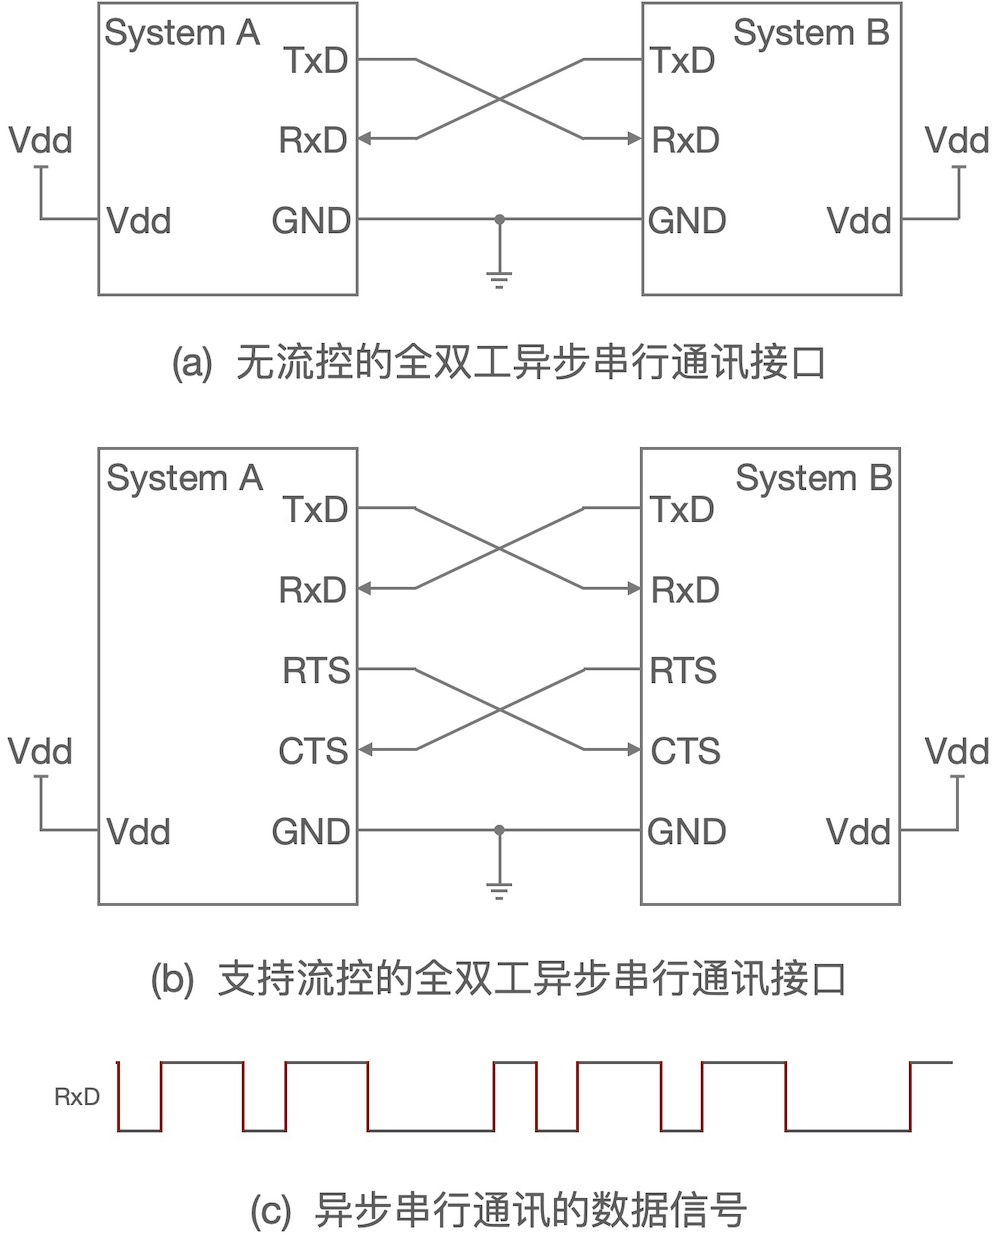 System A
System B
TxD
TxD
RxD
RxD
Vdd
Vdd
Vdd
GND
GND
Vdd
(a) 无流控的全双工异步串行通讯接口
System A
System B
TxD
TxD
RxD
RxD
RTS
RTS
CTS
CTS
Vdd
Vdd
Vdd
GND
GND
Vdd
(b) 支持流控的全双工异步串行通讯接口
RxD
(c) 异步串行通讯的数据信号